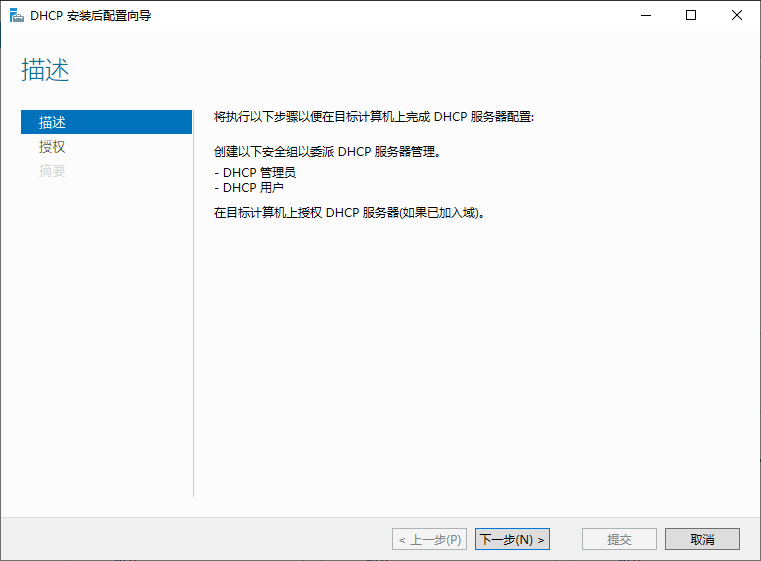 DHCP 安装后配置向导
描述
描述
授权
摘要
将执行以下步骤以便在目标计算机上完成 DHCP 服务器配置:
创建以下安全组以委派 DHCP 服务器管理。
- DHCP 管理员
- DHCP 用户
在目标计算机上授权 DHCP 服务器(如果已加入域)。
< 上一步(P)
下一步(N) >
提交
取消